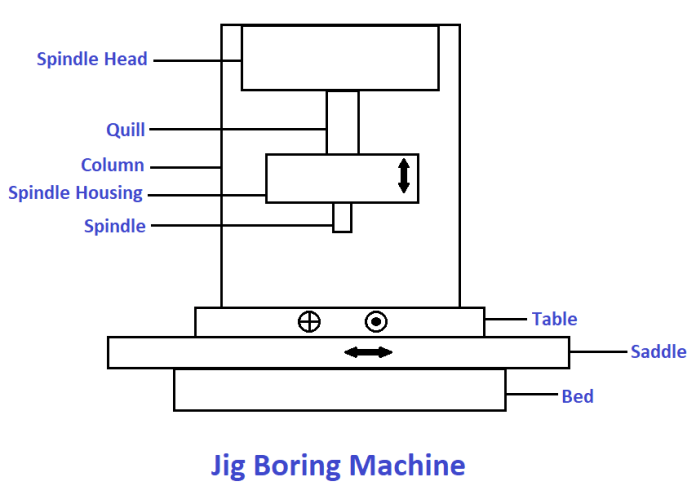 Spindle Head
Quill
Column
Spindle Housing
Spindle
Table
Saddle
Bed
Jig Boring Machine